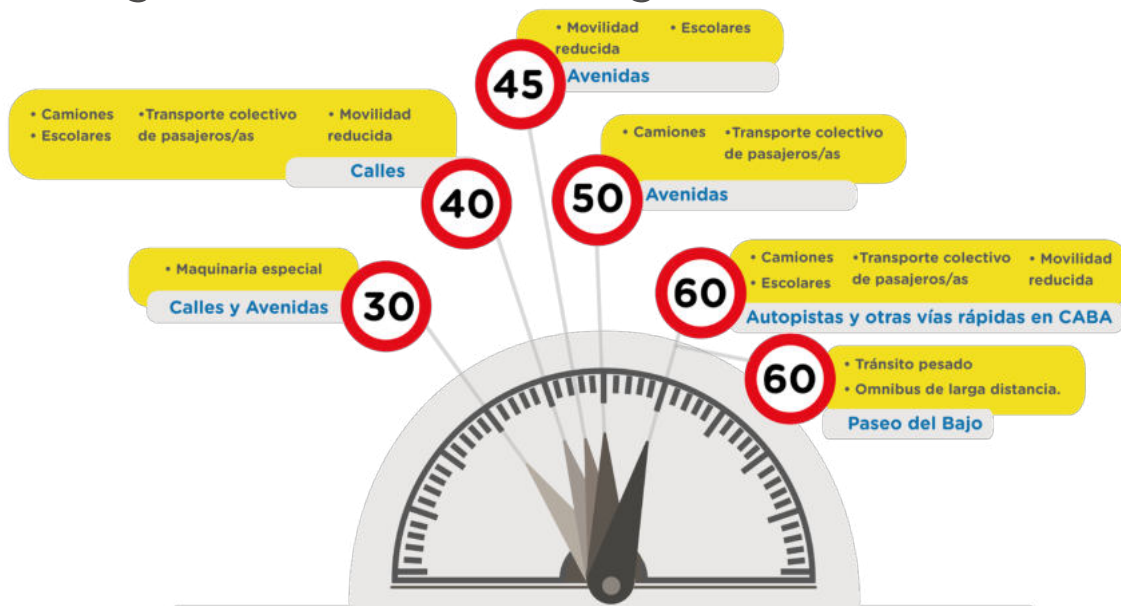 • Movilidad reducida
• Escolares
45
Avenidas
• Camiones
• Escolares
•Transporte colectivo
de pasajeros/as
• Movilidad
reducida
Calles
40
• Camiones
•Transporte colectivo
de pasajeros/as
50
Avenidas
• Maquinaria especial
Calles y Avenidas
30
• Camiones
• Escolares
•Transporte colectivo
de pasajeros/as
• Movilidad
reducida
60
Autopistas y otras vías rápidas en CABA
60
• Tránsito pesado
• Omnibus de larga distancia.
Paseo del Bajo